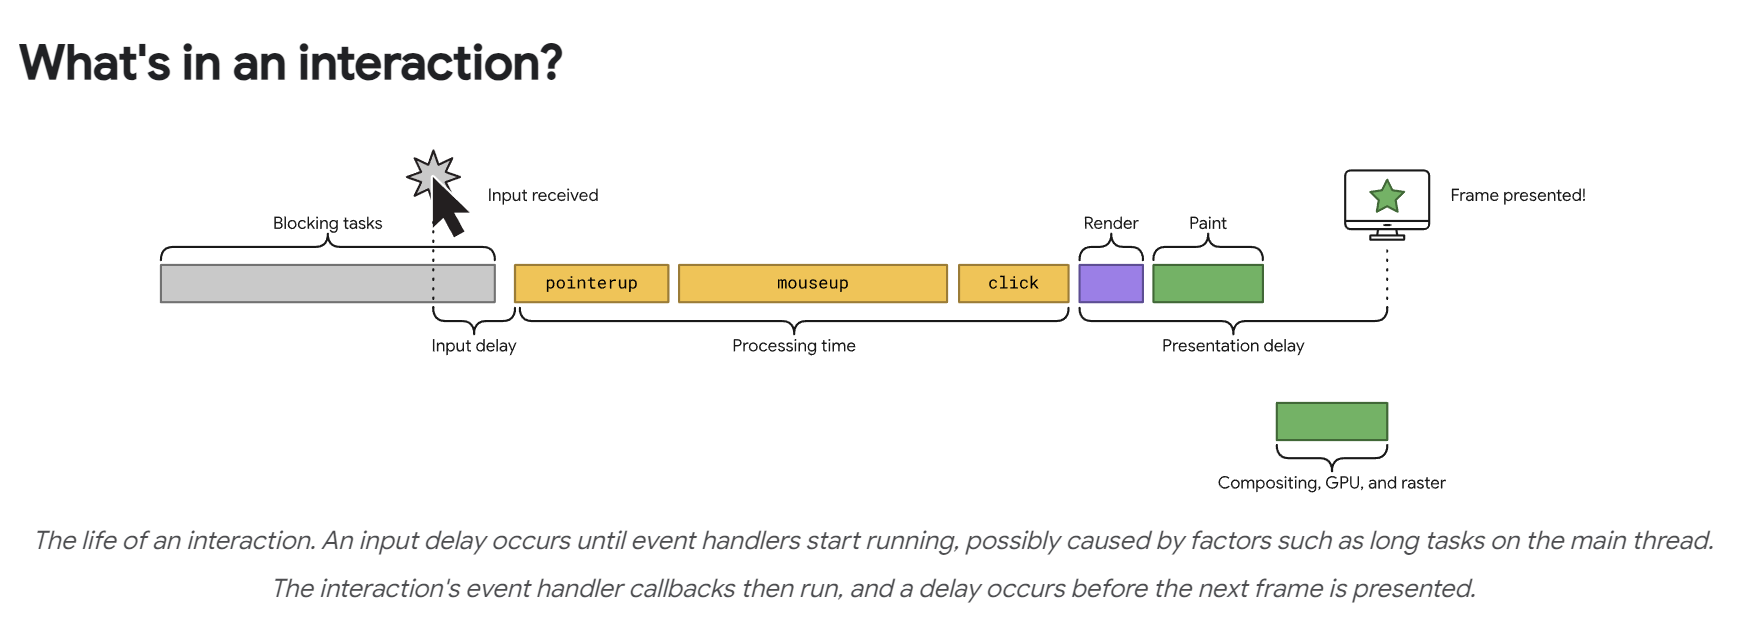 What's in an interaction?
Input received
Frame presented!
Blocking tasks
Render
Paint
pointerup
mouseup
click
Input delay
Processing time
Presentation delay
Compositing, GPU, and raster
The life of an interaction. An input delay occurs until event handlers start running, possibly caused by factors such as long tasks on the main thread.
The interaction's event handler callbacks then run, and a delay occurs before the next frame is presented.